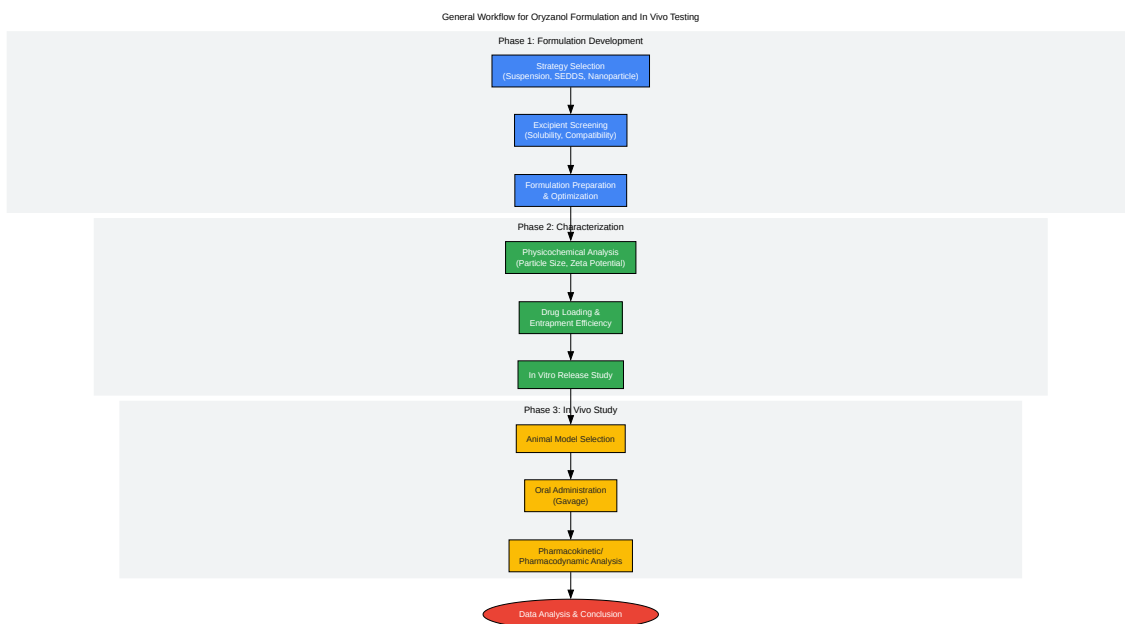 General Workflow for Oryzanol Formulation and In Vivo Testing
Phase 1: Formulation Development
Strategy Selection
(Suspension, SEDDS, Nanoparticle)
Excipient Screening
(Solubility, Compatibility)
Formulation Preparation
& Optimization
Phase 2: Characterization
Physicochemical Analysis
(Particle Size, Zeta Potential)
Drug Loading &
Entrapment Efficiency
In Vitro Release Study
Phase 3: In Vivo Study
Animal Model Selection
Oral Administration
(Gavage)
Pharmacokinetic/
Pharmacodynamic Analysis
Data Analysis & Conclusion